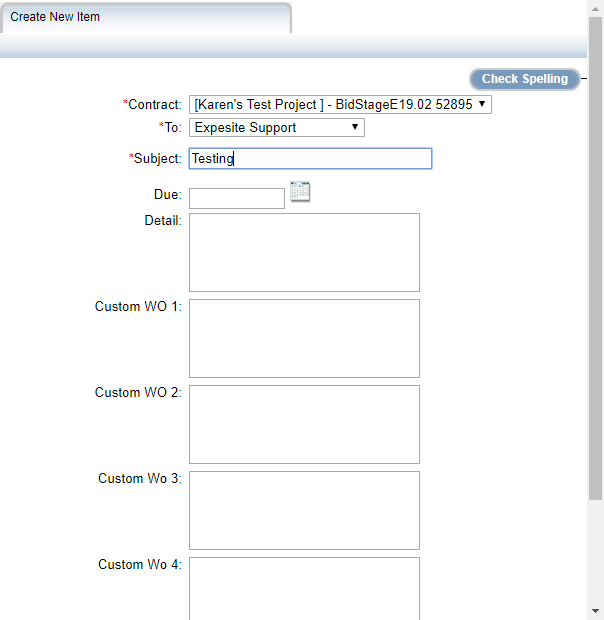 Create New Item
Check Spelling
*Contract: [Karen's Test Project ] - BidStageE19.02 52895
*To: Expesite Support
*Subject: Testing
Due:
Detail:
Custom WO 1:
Custom WO 2:
Custom Wo 3:
Custom Wo 4: